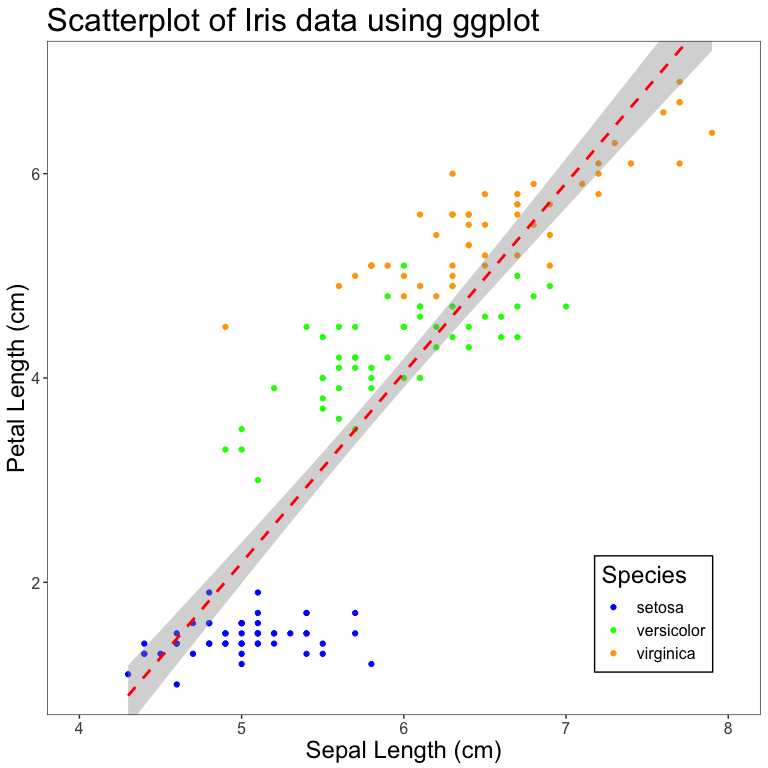 Scatterplot of Iris data using ggplot
6
4
2
Petal Length (cm)
Species
setosa
versicolor
virginica
4 5 6 7 8
Sepal Length (cm)